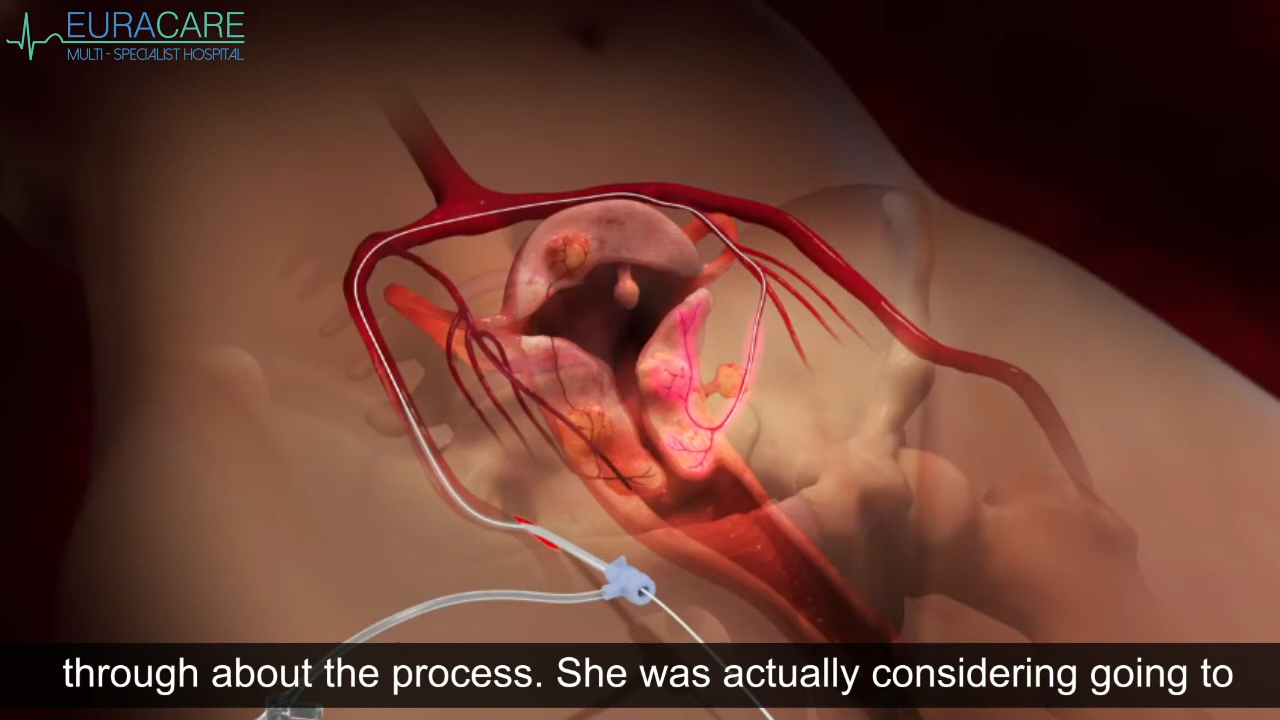 EURACARE
MULTI - SPECIALIST HOSPITAL
through about the process. She was actually considering going to